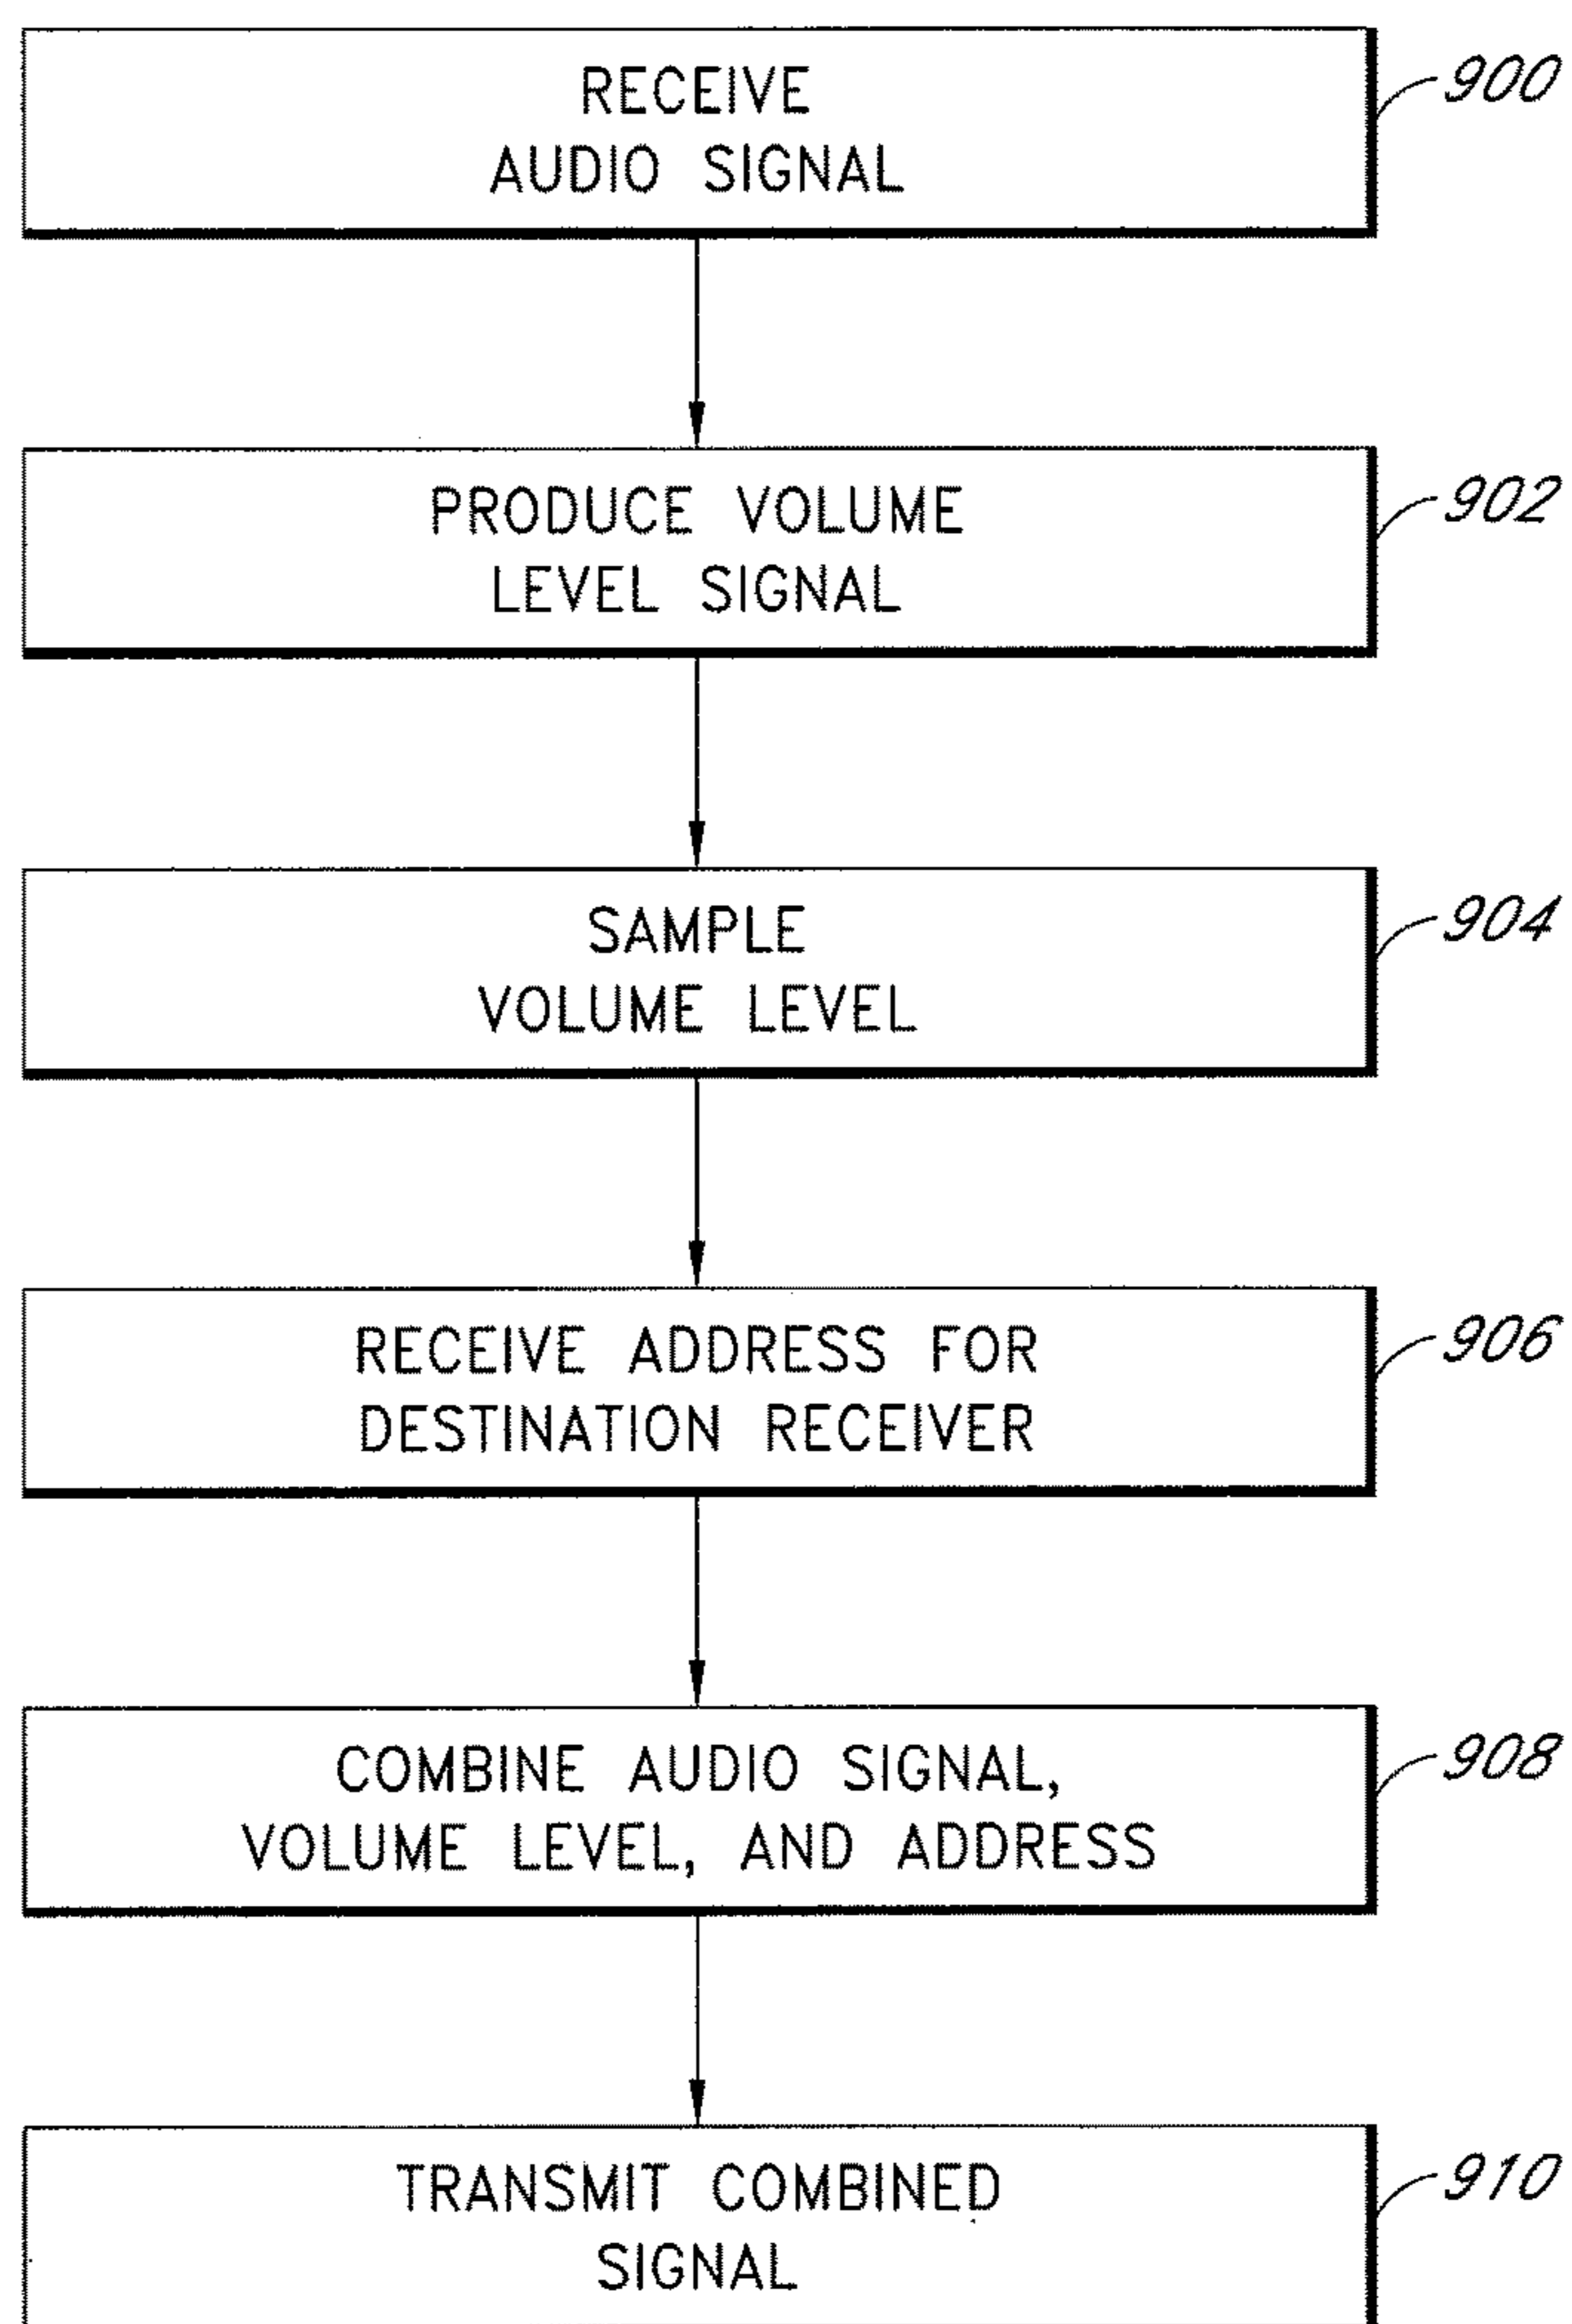 RECEIVE
AUDIO SIGNAL
900
PRODUCE VOLUME
LEVEL SIGNAL
902
SAMPLE
VOLUME LEVEL
904
RECEIVE ADDRESS FOR
DESTINATION RECEIVER
906
COMBINE AUDIO SIGNAL,
VOLUME LEVEL, AND ADDRESS
908
TRANSMIT COMBINED
SIGNAL
910